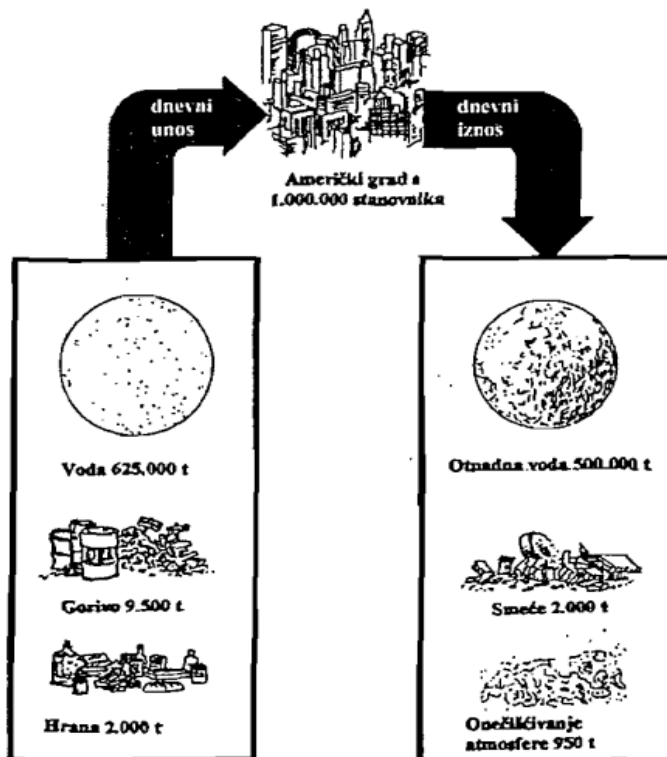 dnevni
unos
dnevni
iznos
Američki grad s
1.000.000 stanovnika
Voda 625.000 t
Gorivo 9.500 t
Hrana 2.000 t
Otpadna voda 500.000 t
Smeće 2.000 t
Onečišćivanje
atmosfere 950 t